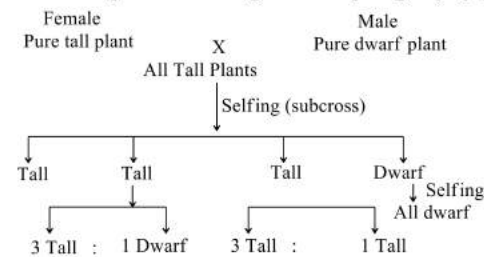 Female Male
Pure tall plant X Pure dwarf plant
All Tall Plants
Selfing (subcross)
Tall Tall Tall Dwarf
Selfing
All dwarf
3 Tall : 1 Dwarf 3 Tall : 1 Tall